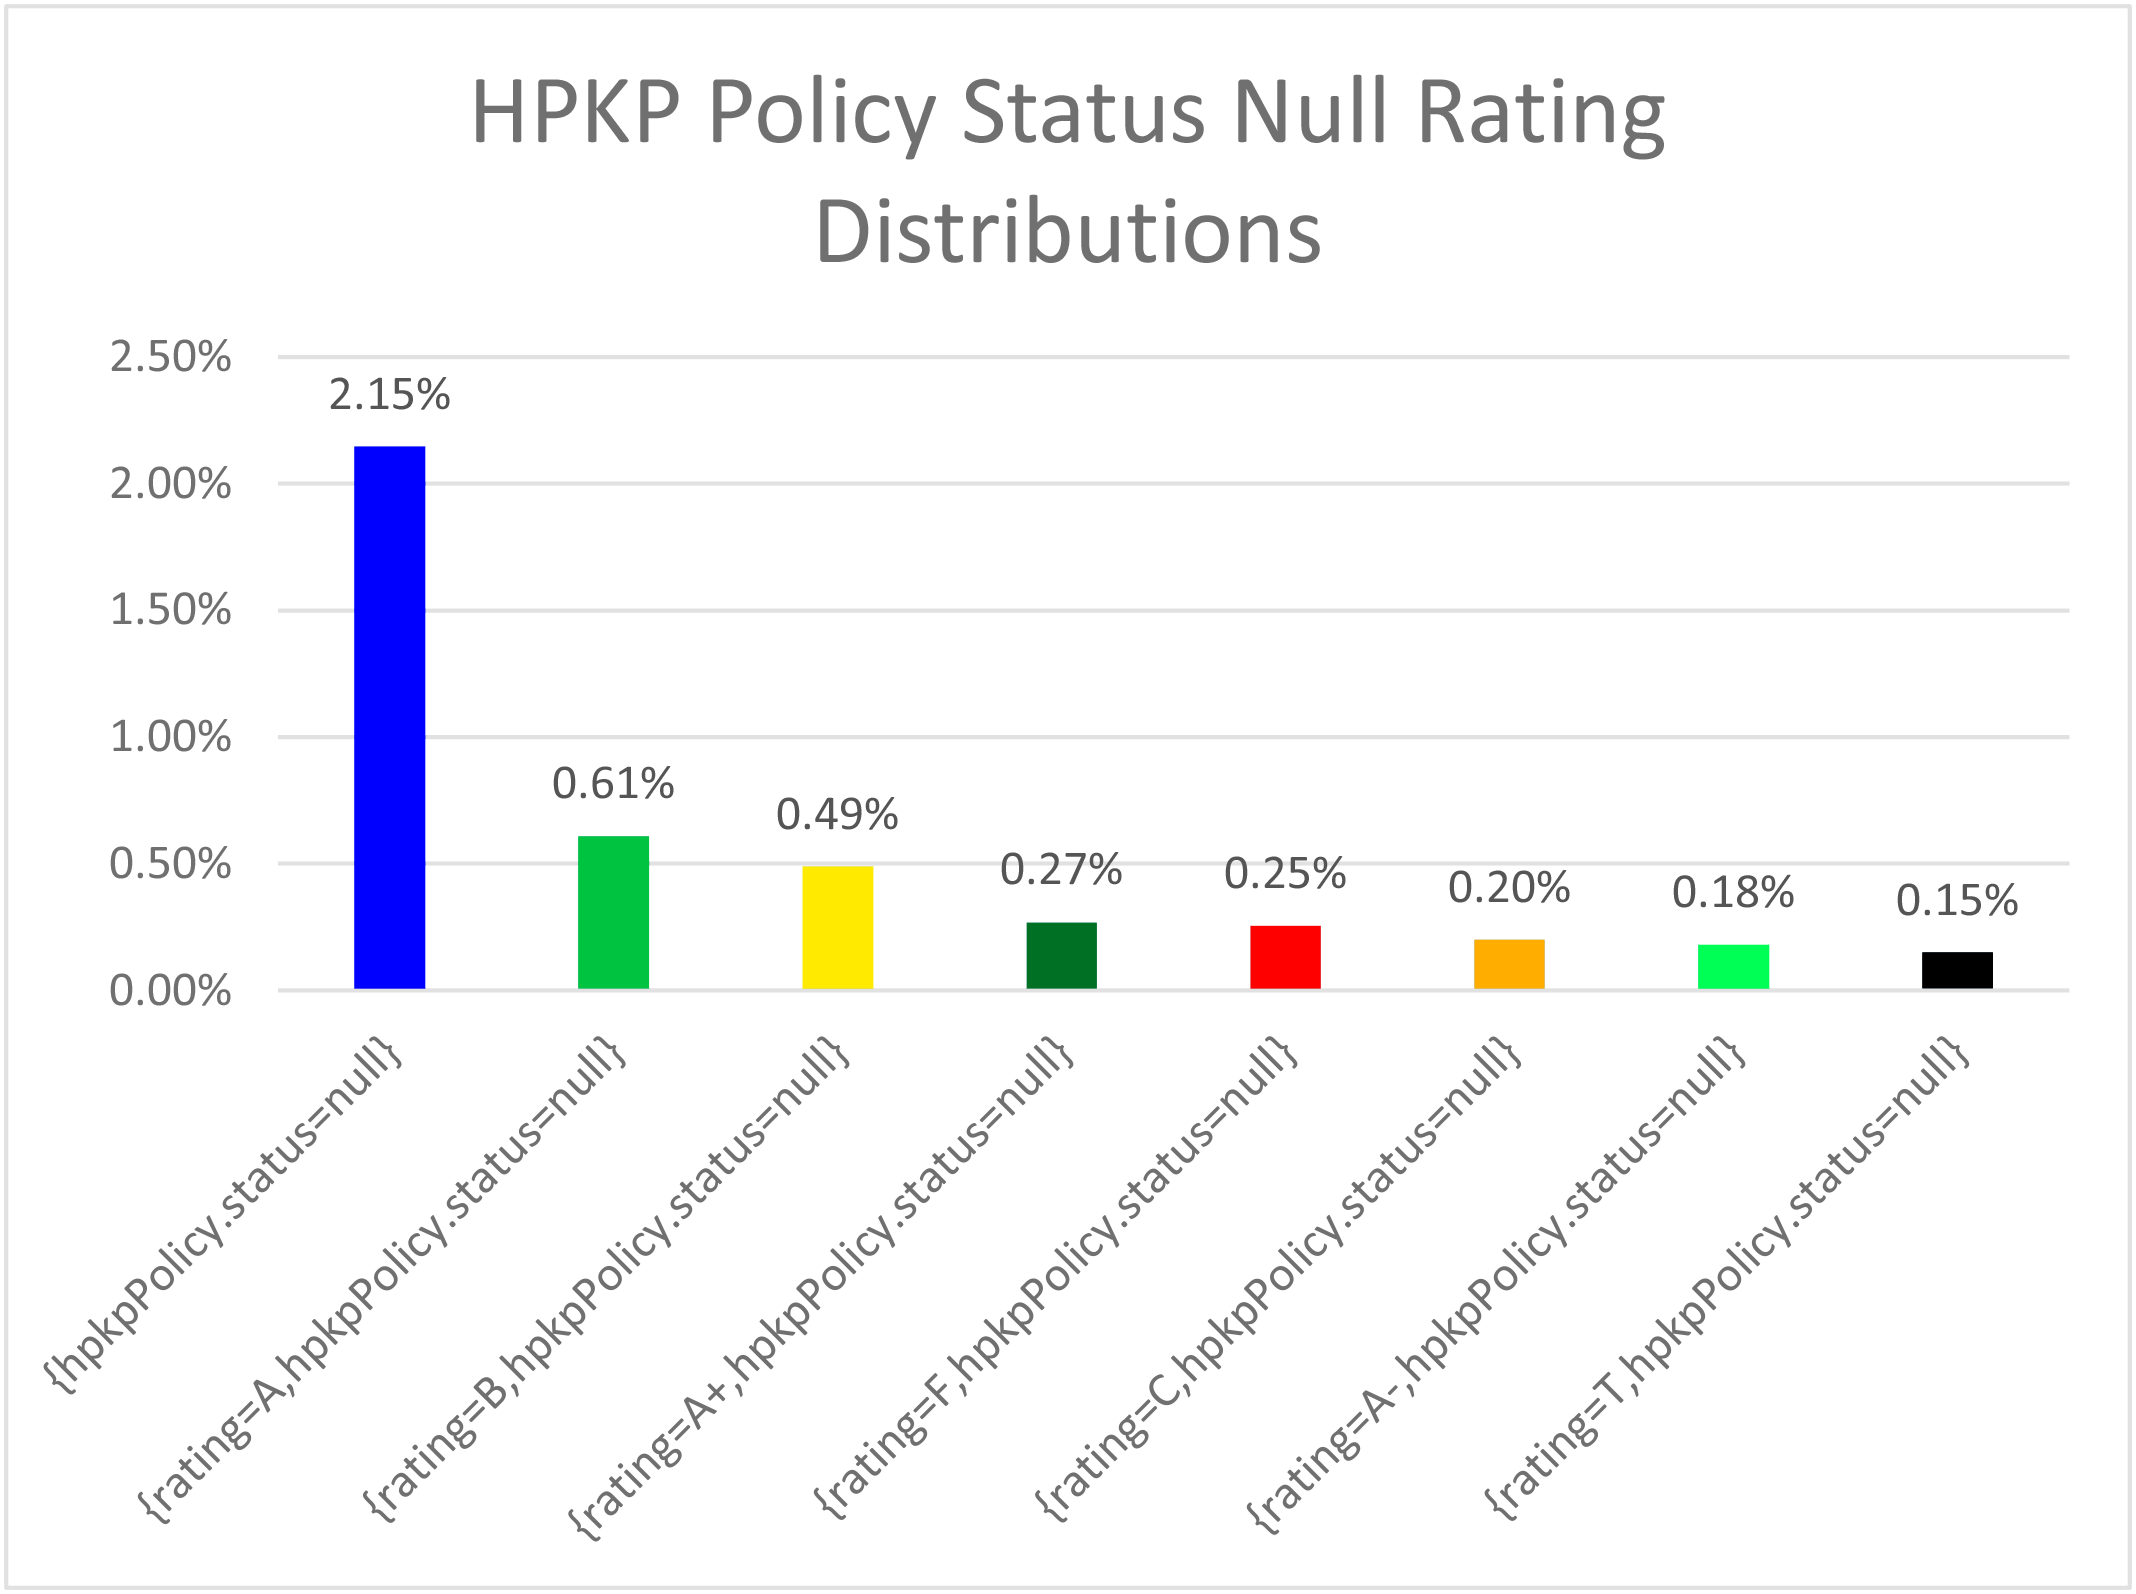 HPKP Policy Status Null Rating
Distributions
2.50%
2.00%
1.50%
1.00%
0.50%
0.00%
2.15%
0.61%
0.49%
0.27%
0.25%
0.20%
0.18%
0.15%
{hpkpPolicy.status=null}
{rating=A,hpkpPolicy.status=null}
{rating=B,hpkpPolicy.status=null}
{rating=A+,hpkpPolicy.status=null}
{rating=F,hpkpPolicy.status=null}
{rating=C,hpkpPolicy.status=null}
{rating=A-,hpkpPolicy.status=null}
{rating=T,hpkpPolicy.status=null}